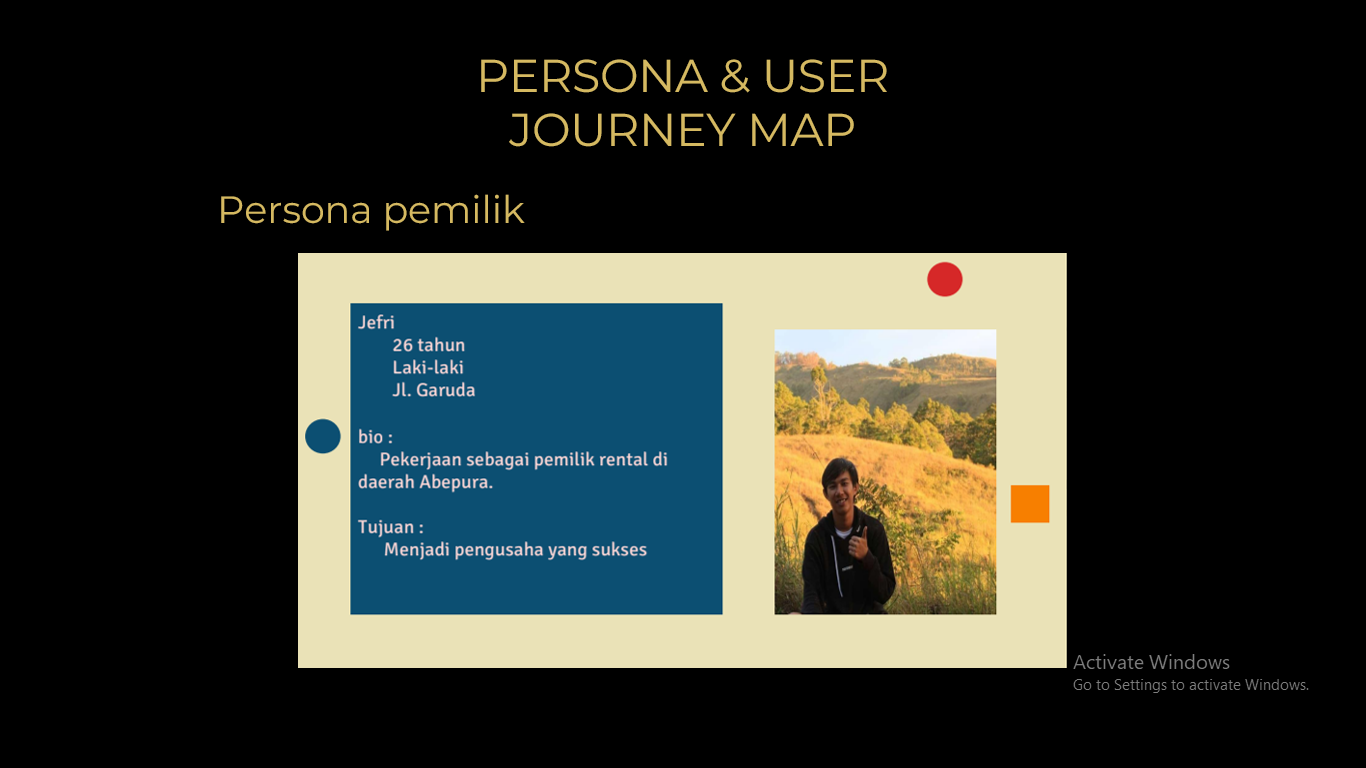 PERSONA & USER
JOURNEY MAP
Persona pemilik
Jefri
26 tahun
Laki-laki
Jl. Garuda
bio :
Pekerjaan sebagai pemilik rental di
daerah Abepura.
Tujuan :
Menjadi pengusaha yang sukses
Activate Windows
Go to Settings to activate Windows.